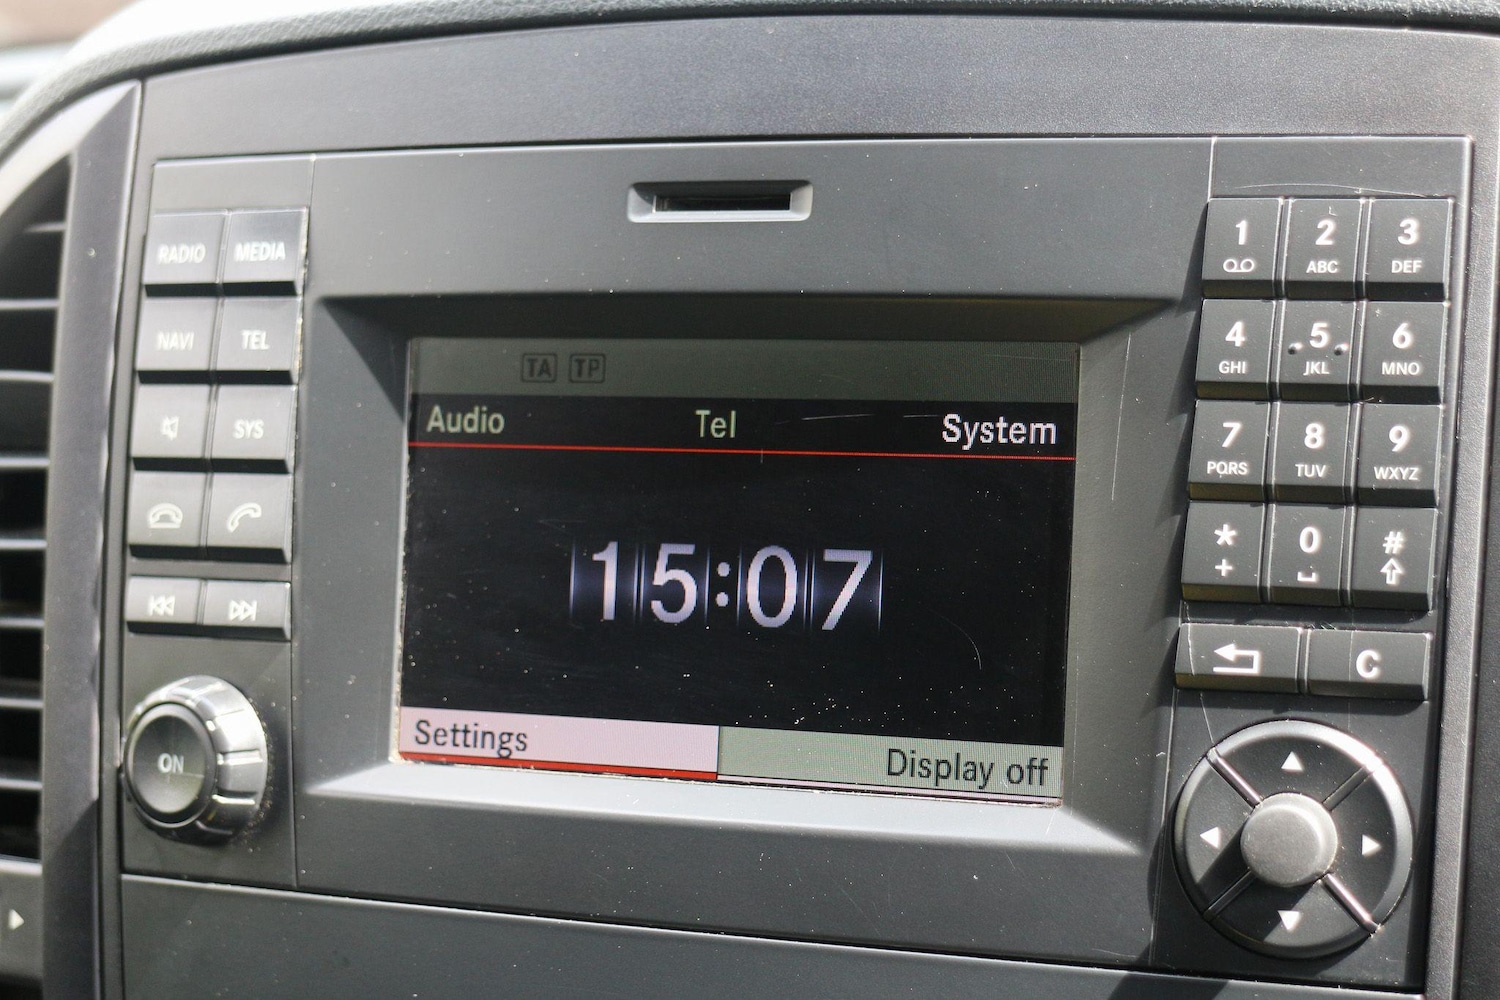 RADIO MEDIA
NAVI TEL
SYS
ON
TA TP
Audio Tel System
15:07
Settings Display off
1 2 3
ABC DEF
4 5 6
GHI JKL MNO
7 8 9
PQRS TUV WXYZ
* 0 #
+
C